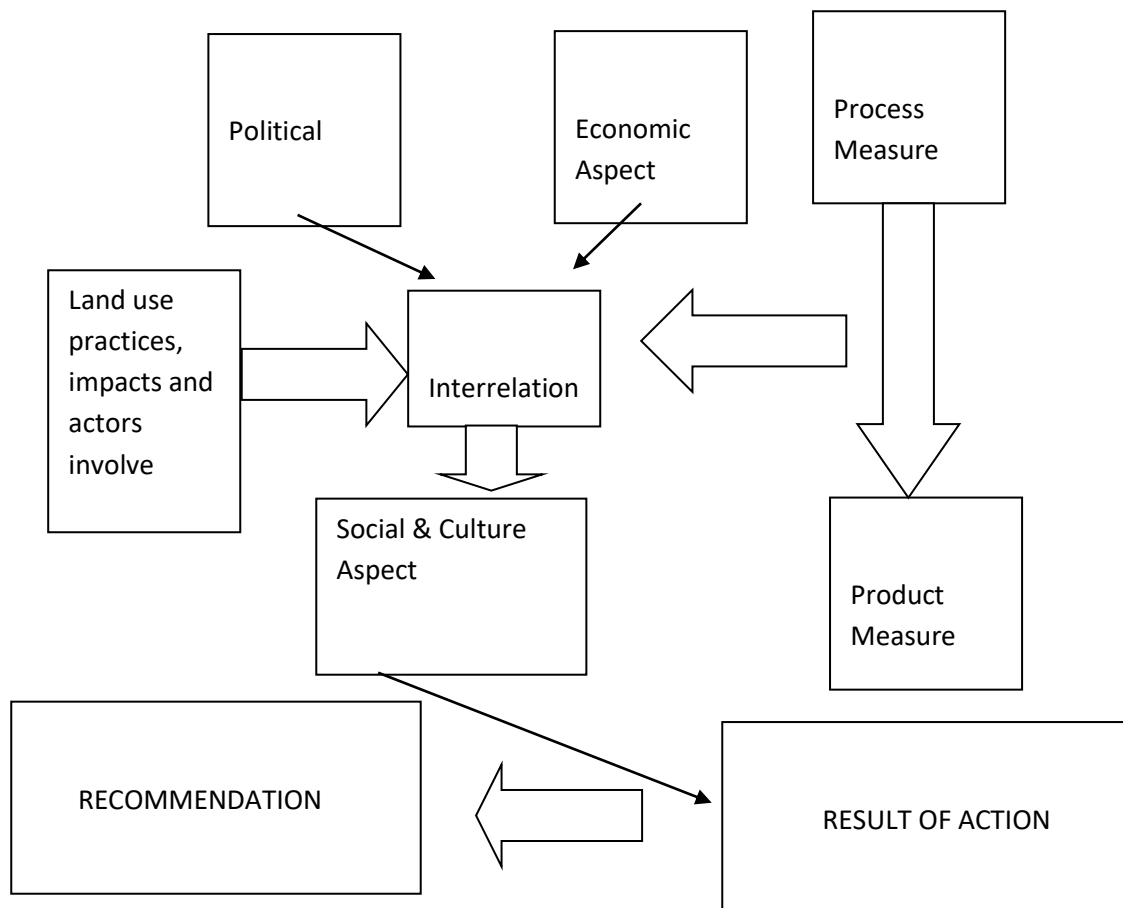 Political
Economic
Aspect
Process
Measure
Land use
practices,
impacts and
actors
involve
Interrelation
Social & Culture
Aspect
Product
Measure
RECOMMENDATION
RESULT OF ACTION